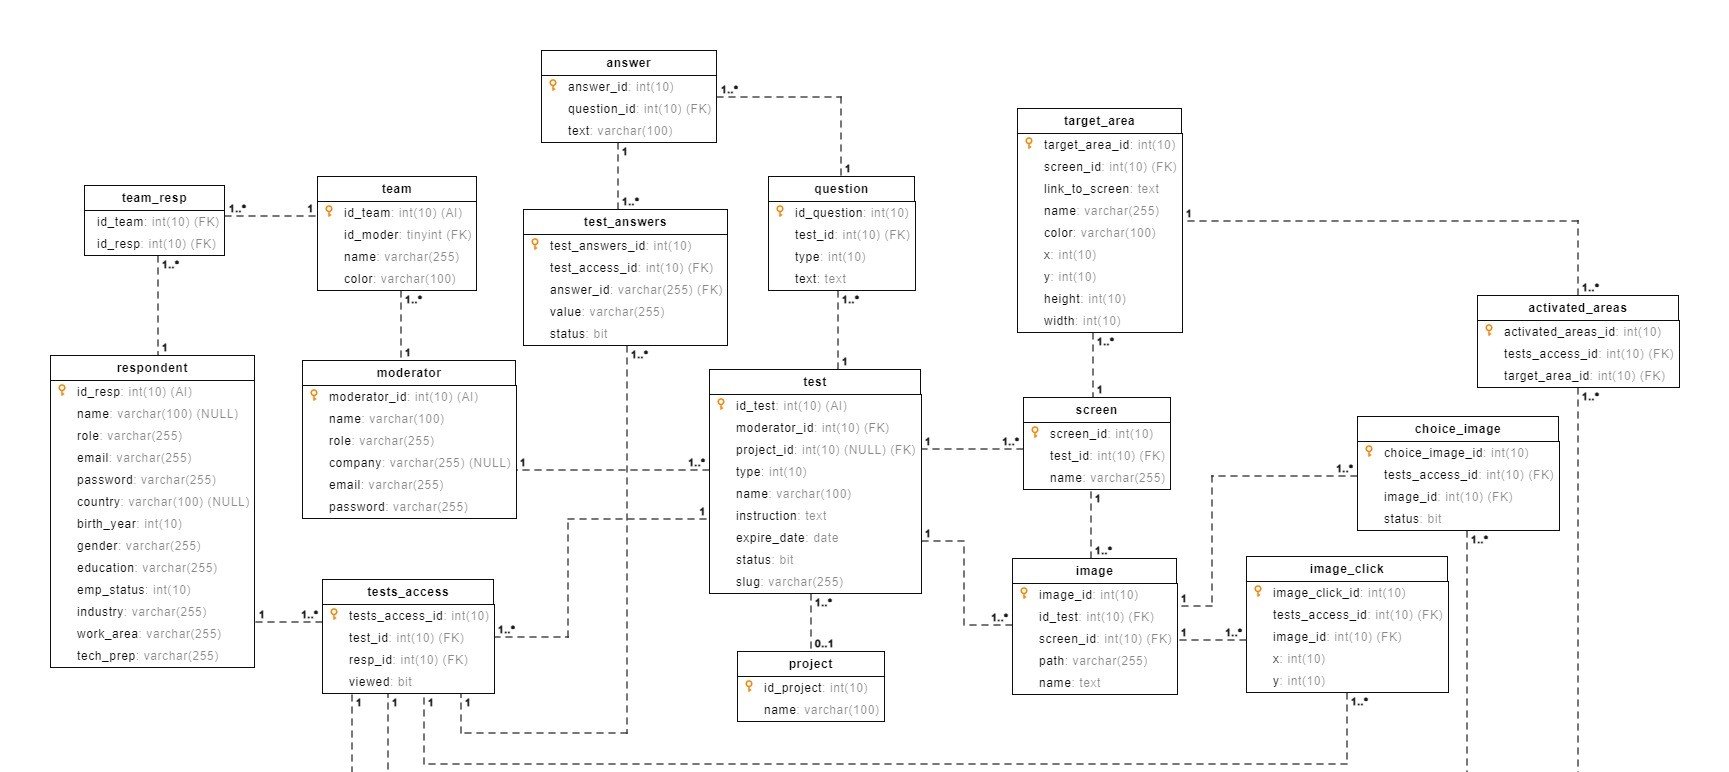 answer
answer_id: int(10)
question_id: int(10) (FK)
text: varchar(100)
1..*
1
1
1..*
team_resp
id_team: int(10) (FK)
id_resp: int(10) (FK)
1..*
1
1..*
1
team
id_team: int(10) (AI)
id_moder: tinyint (FK)
name: varchar(255)
color: varchar(100)
1..*
1
test_answers
test_answers_id: int(10)
test_access_id: int(10) (FK)
answer_id: varchar(255) (FK)
value: varchar(255)
status: bit
1..*
question
id_question: int(10)
test_id: int(10) (FK)
type: int(10)
text: text
1..*
1
target_area
target_area_id: int(10)
screen_id: int(10) (FK)
link_to_screen: text
name: varchar(255)
color: varchar(100)
x: int(10)
y: int(10)
height: int(10)
width: int(10)
1
1..*
1..*
1
activated_areas
activated_areas_id: int(10)
tests_access_id: int(10) (FK)
target_area_id: int(10) (FK)
1..*
respondent
id_resp: int(10) (AI)
name: varchar(100) (NULL)
role: varchar(255)
email: varchar(255)
password: varchar(255)
country: varchar(100) (NULL)
birth_year: int(10)
gender: varchar(255)
education: varchar(255)
emp_status: int(10)
industry: varchar(255)
work_area: varchar(255)
tech_prep: varchar(255)
1
1..*
moderator
moderator_id: int(10) (AI)
name: varchar(100)
role: varchar(255)
company: varchar(255) (NULL)
email: varchar(255)
password: varchar(255)
1
1..*
test
id_test: int(10) (AI)
moderator_id: int(10) (FK)
project_id: int(10) (NULL) (FK)
type: int(10)
name: varchar(100)
instruction: text
expire_date: date
status: bit
slug: varchar(255)
1
1
1..*
1
1..*
1..*
0..1
screen
screen_id: int(10)
test_id: int(10) (FK)
name: varchar(255)
1
1..*
choice_image
choice_image_id: int(10)
tests_access_id: int(10) (FK)
image_id: int(10) (FK)
status: bit
1..*
1..*
tests_access
tests_access_id: int(10)
test_id: int(10) (FK)
resp_id: int(10) (FK)
viewed: bit
1..*
1
1
1
1
project
id_project: int(10)
name: varchar(100)
image
image_id: int(10)
id_test: int(10) (FK)
screen_id: int(10) (FK)
path: varchar(255)
name: text
1
1
1..*
image_click
image_click_id: int(10)
tests_access_id: int(10) (FK)
image_id: int(10) (FK)
x: int(10)
y: int(10)
1..*